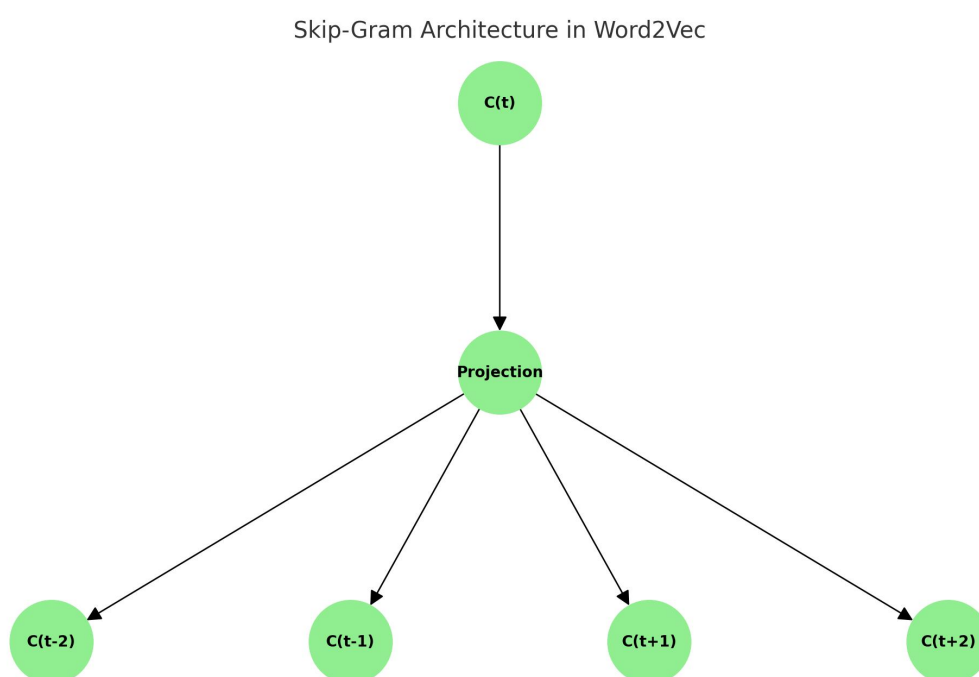 Skip-Gram Architecture in Word2Vec
C(t)
Projection
C(t-2) C(t-1) C(t+1) C(t+2)